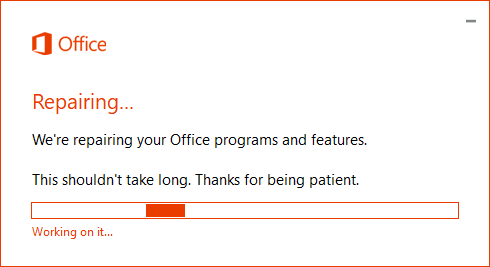 Office
Repairing...
We're repairing your Office programs and features.
This shouldn't take long. Thanks for being patient.
Working on it...